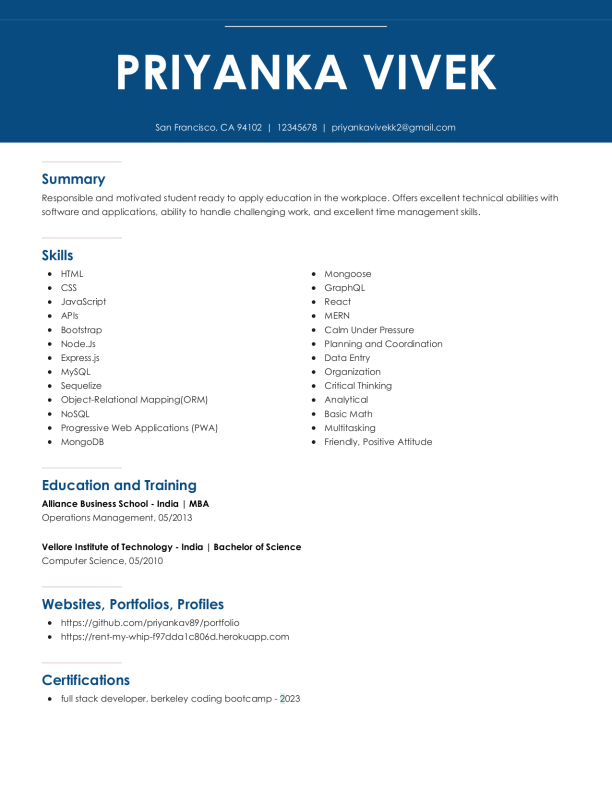 PRIYANKA VIVEK
San Francisco, CA 94102 | 12345678 | priyankavivekk2@gmail.com
Summary
Responsible and motivated student ready to apply education in the workplace. Offers excellent technical abilities with
software and applications, ability to handle challenging work, and excellent time management skills.
Skills
• HTML
• CSS
• JavaScript
• APIs
• Bootstrap
• Node.Js
• Express.js
• MySQL
• Sequelize
• Object-Relational Mapping(ORM)
• NoSQL
• Progressive Web Applications (PWA)
• MongoDB
• Mongoose
• GraphQL
• React
• MERN
• Calm Under Pressure
• Planning and Coordination
• Data Entry
• Organization
• Critical Thinking
• Analytical
• Basic Math
• Multitasking
• Friendly, Positive Attitude
Education and Training
Alliance Business School - India | MBA
Operations Management, 05/2013
Vellore Institute of Technology - India | Bachelor of Science
Computer Science, 05/2010
Websites, Portfolios, Profiles
• https://github.com/priyankav89/portfolio
• https://rent-my-whip-f97dda1c806d.herokuapp.com
Certifications
• full stack developer, berkeley coding bootcamp - 2023